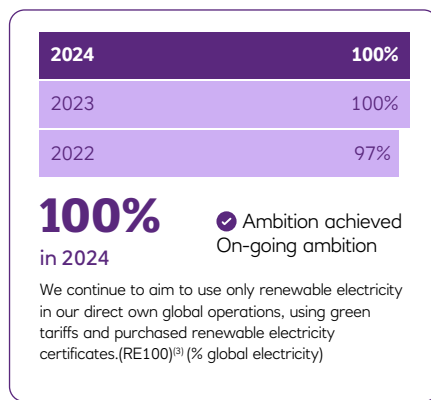 2024 100%
2023 100%
2022 97%
100%
in 2024
Ambition achieved
On-going ambition
We continue to aim to use only renewable electricity
in our direct own global operations, using green
tariffs and purchased renewable electricity
certificates.(RE100)(3) (% global electricity)